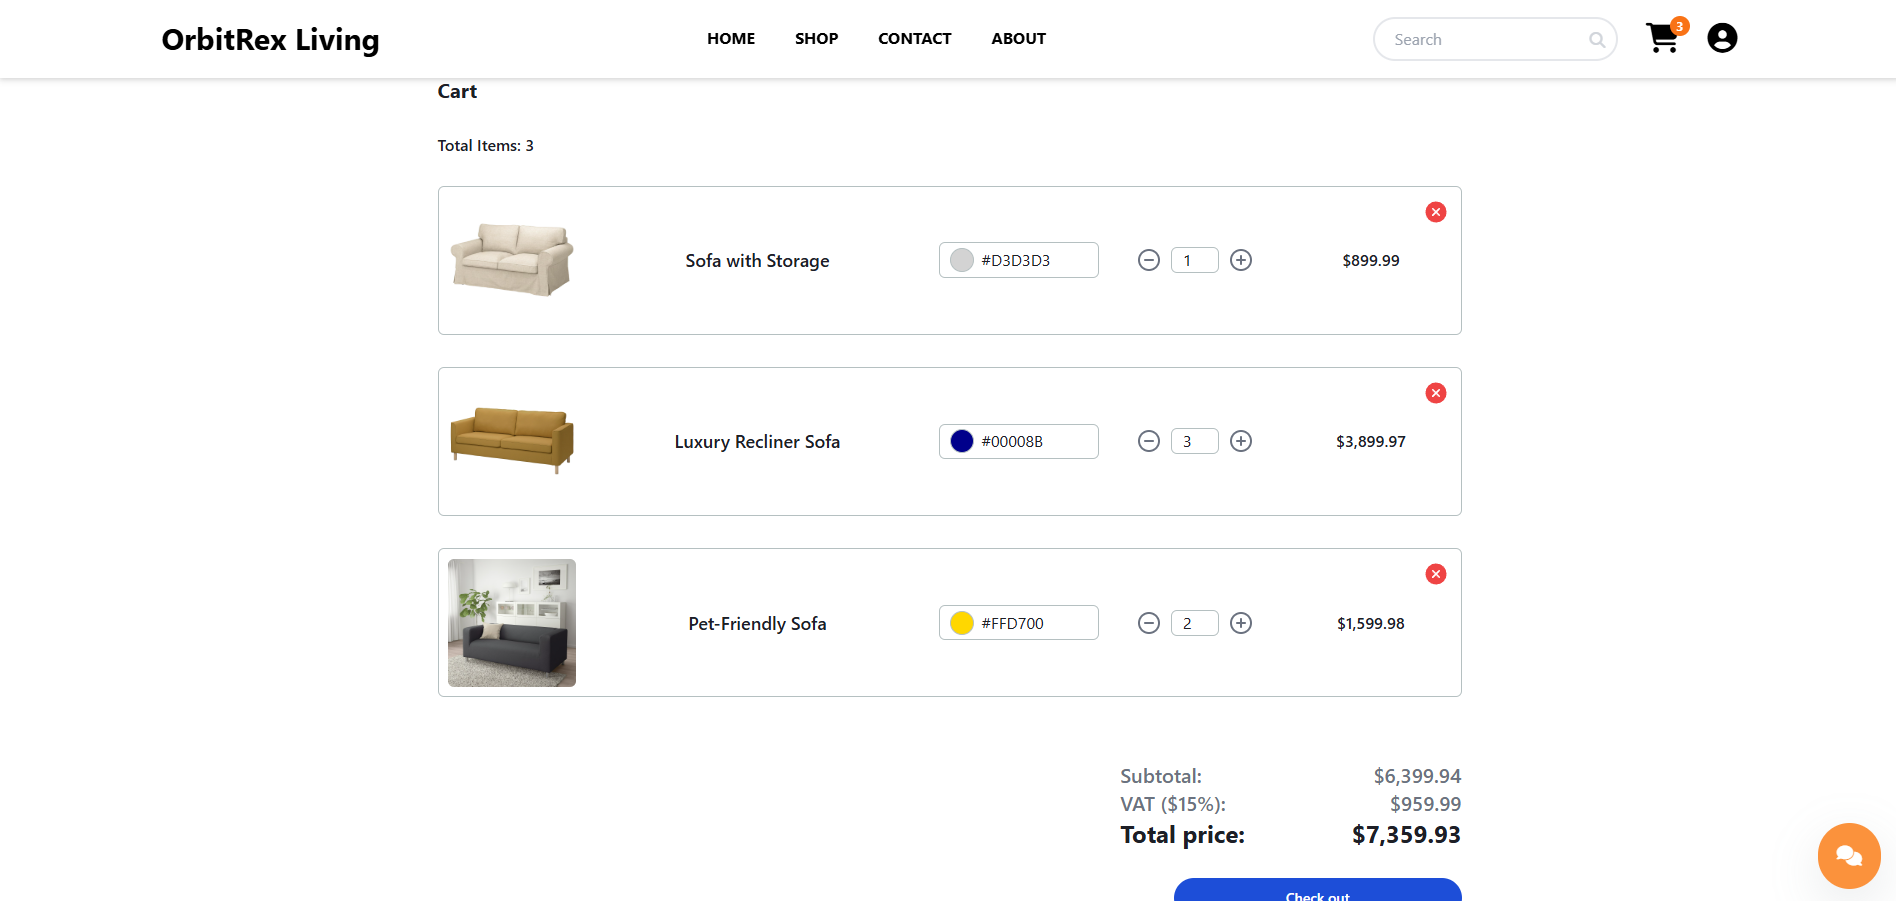 OrbitRex Living HOME SHOP CONTACT ABOUT Search 3
Cart
Total Items: 3
Sofa with Storage #D3D3D3 1 $899.99
Luxury Recliner Sofa #00008B 3 $3,899.97
Pet-Friendly Sofa #FFD700 2 $1,599.98
Subtotal: $6,399.94
VAT ($15%): $959.99
Total price: $7,359.93
Check out